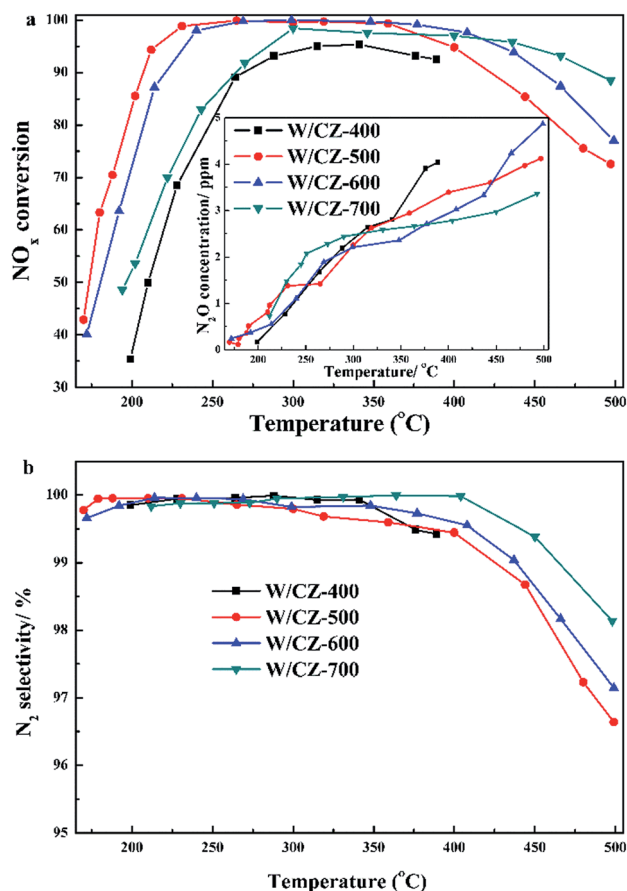 a
100
90
80
70
60
50
40
30
NOx conversion
200 250 300 350 400 450 500
Temperature (°C)
W/CZ-400
W/CZ-500
W/CZ-600
W/CZ-700
5
4
3
2
1
0
N2O concentration/ ppm
200 250 300 350 400 450 500
Temperature/ °C
b
100
99
98
97
96
95
N2 selectivity/ %
W/CZ-400
W/CZ-500
W/CZ-600
W/CZ-700
200 250 300 350 400 450 500
Temperature (°C)